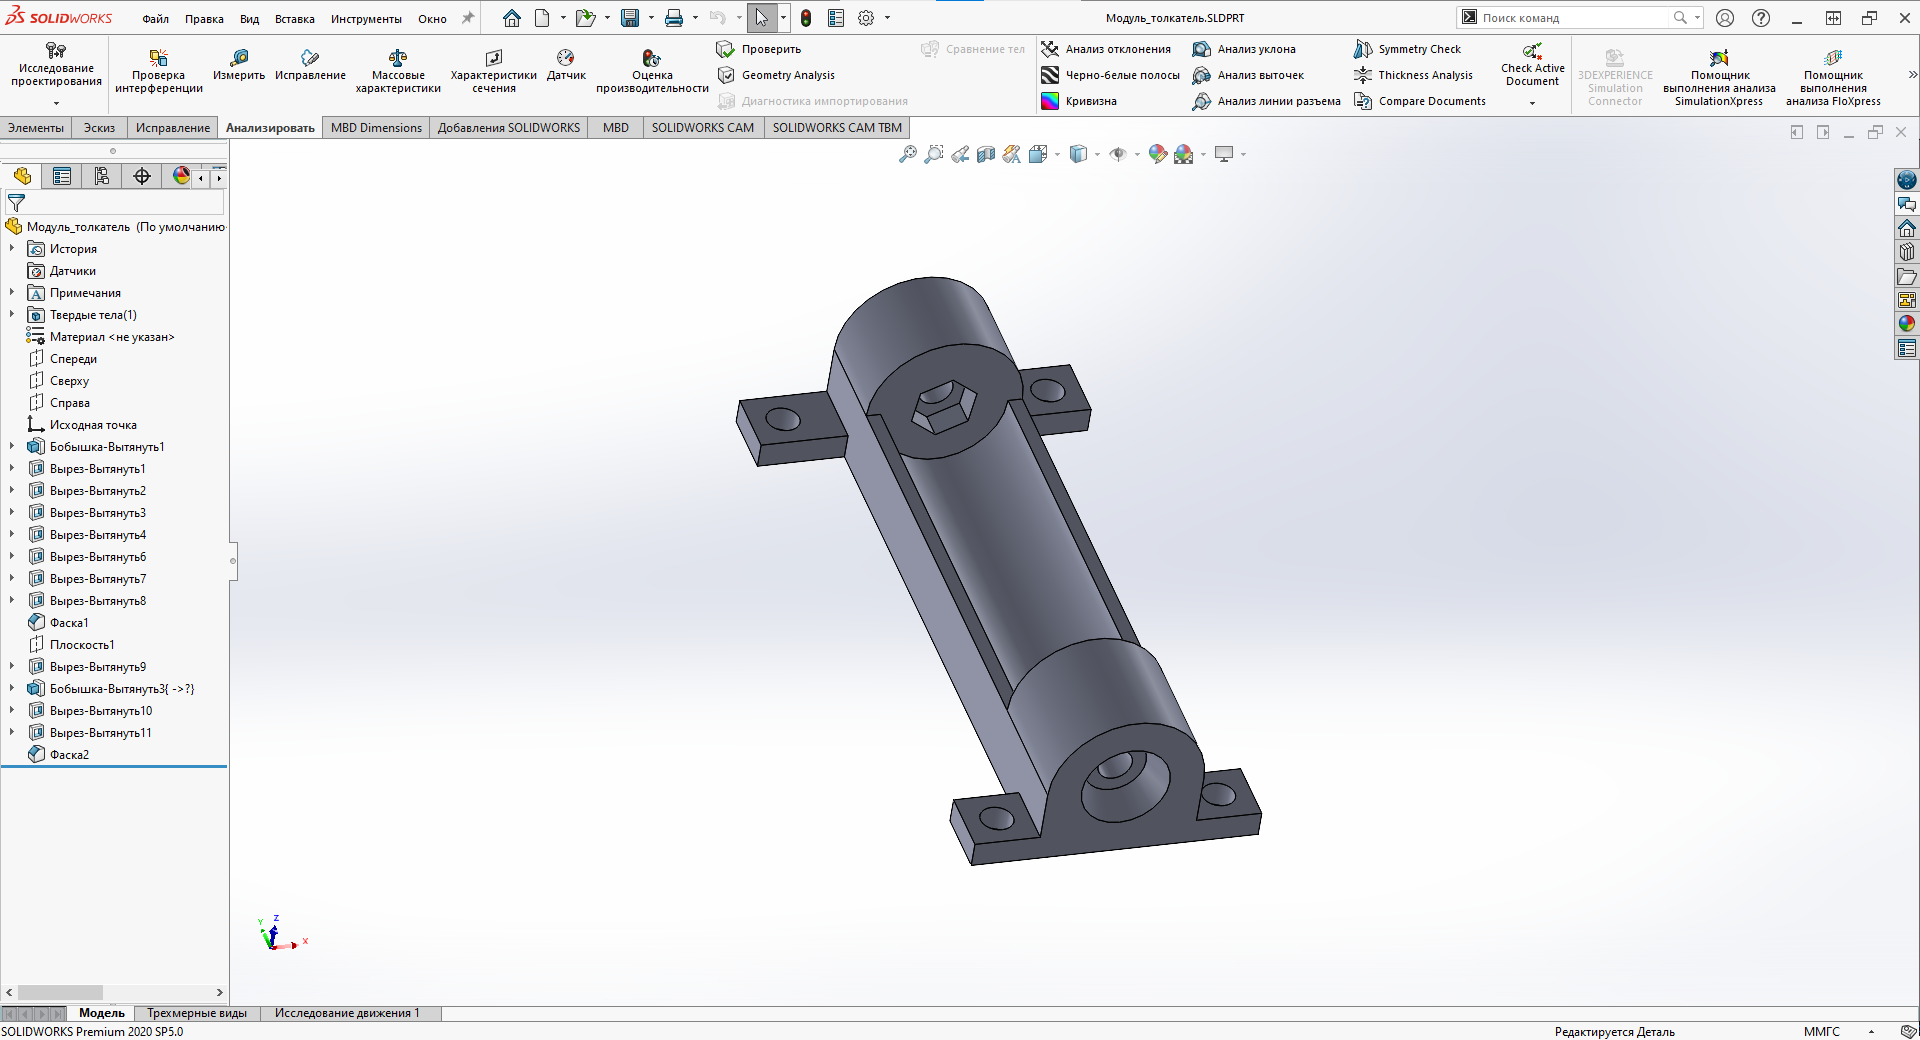 SOLIDWORKS
Файл
Правка
Вид
Вставка
Инструменты
Окно
Модуль_толкатель.SLDPRT
Поиск команд
Исследование
проектирования
Проверка
интерференции
Измерить
Исправление
Массовые
характеристики
Характеристики
сечения
Датчик
Оценка
производительности
Проверить
Geometry Analysis
Диагностика импортирования
Сравнение тел
Анализ отклонения
Черно-белые полосы
Кривизна
Анализ уклона
Анализ выточек
Анализ линии разъема
Symmetry Check
Thickness Analysis
Compare Documents
Check Active
Document
3DEXPERIENCE
Simulation
Connector
Помощник
выполнения анализа
SimulationXpress
Помощник
выполнения
анализа FloXpress
Элементы
Эскиз
Исправление
Анализировать
MBD Dimensions
Добавления SOLIDWORKS
MBD
SOLIDWORKS CAM
SOLIDWORKS CAM TBM
Модуль_толкатель (По умолчанию
История
Датчики
Примечания
Твердые тела(1)
Материал <не указан>
Спереди
Сверху
Справа
Исходная точка
Бобышка-Вытянуть1
Вырез-Вытянуть1
Вырез-Вытянуть2
Вырез-Вытянуть3
Вырез-Вытянуть4
Вырез-Вытянуть6
Вырез-Вытянуть7
Вырез-Вытянуть8
Фаска1
Плоскость1
Вырез-Вытянуть9
Бобышка-Вытянуть3{ ->?}
Вырез-Вытянуть10
Вырез-Вытянуть11
Фаска2
Y
Z
X
Модель
Трехмерные виды
Исследование движения 1
SOLIDWORKS Premium 2020 SP5.0
Редактируется Деталь
ММГС